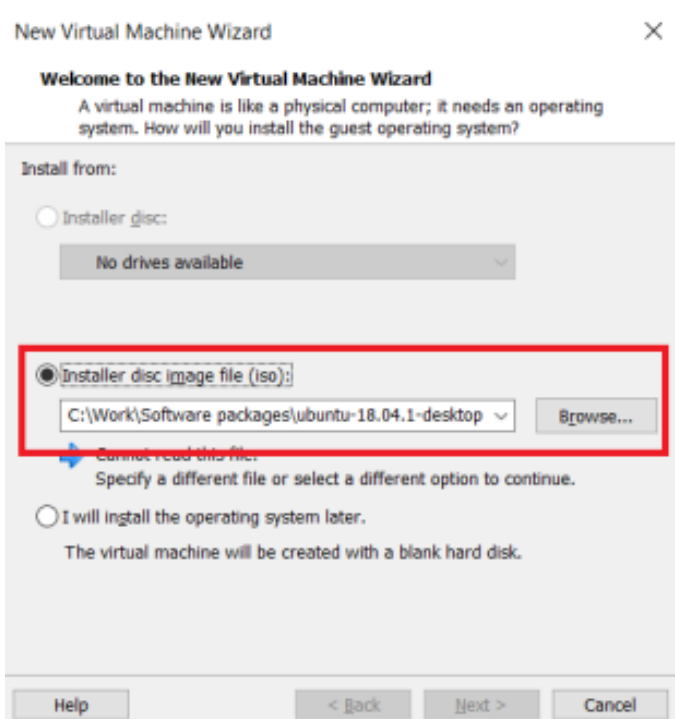 New Virtual Machine Wizard
Welcome to the New Virtual Machine Wizard
A virtual machine is like a physical computer; it needs an operating
system. How will you install the guest operating system?
Install from:
Installer disc:
No drives available
Installer disc image file (iso):
C:\Work\Software packages\ubuntu-18.04.1-desktop
Browse...
Cannot read this file.
Specify a different file or select a different option to continue.
I will install the operating system later.
The virtual machine will be created with a blank hard disk.
Help
< Back
Next >
Cancel